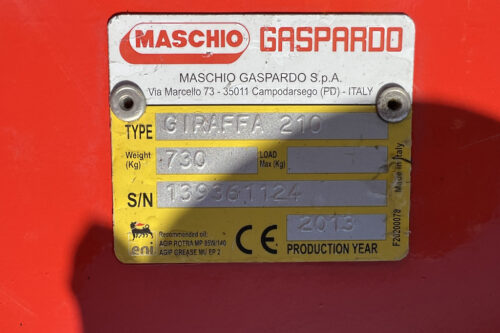 MASCHIO GASPARDO
MASCHIO GASPARDO S.p.A.
Via Marcello 73 - 35011 Campodarsego (PD) - ITALY
TYPE GIRAFFA 210
Weight (Kg) 730 LOAD Max (Kg)
S/N 139361124
2013
eni Recommended oil:
AGIP ROTRA MP 85W/140
AGIP GREASE MU EP 2
CE PRODUCTION YEAR
Made in Italy
F20200078